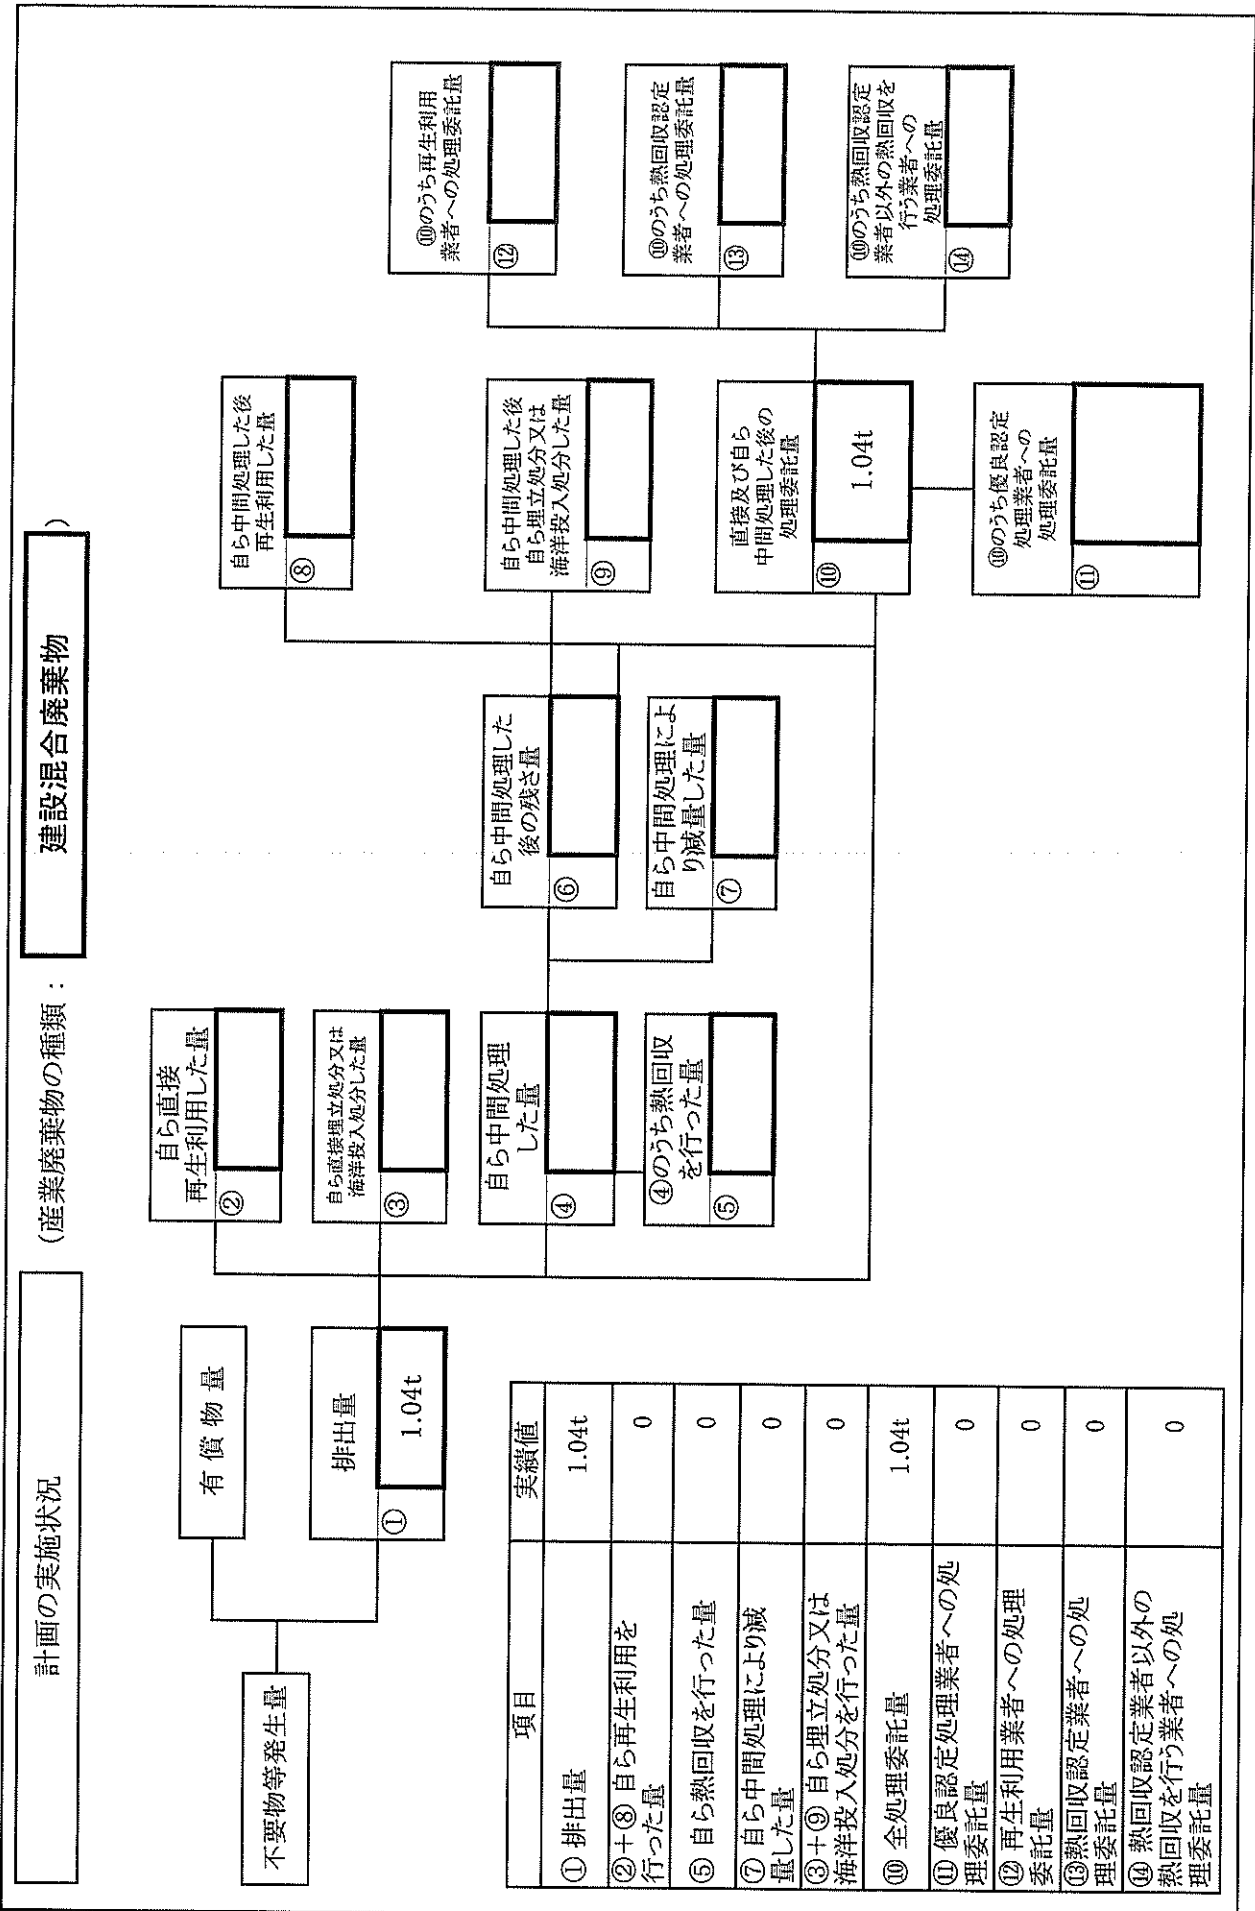 計画の実施状況
（産業廃棄物の種類：
建設混合廃棄物
）
不要物等発生量
有 償 物 量
排出量
①
1.04t
自ら直接
再生利用した量
②
自ら直接埋立処分又は
海洋投入処分した量
③
自ら中間処理
した量
④
④のうち熱回収
を行った量
⑤
自ら中間処理した
後の残さ量
⑥
自ら中間処理によ
り減量した量
⑦
自ら中間処理した後
再生利用した量
⑧
自ら中間処理した後
自ら埋立処分又は
海洋投入処分した量
⑨
直接及び自ら
中間処理した後の
処理委託量
⑩
1.04t
⑩のうち優良認定
処理業者への
処理委託量
⑪
⑩のうち再生利用
業者への処理委託量
⑫
⑩のうち熱回収認定
業者への処理委託量
⑬
⑩のうち熱回収認定
業者以外の熱回収を
行う業者への
処理委託量
⑭
項目 実績値
① 排出量 1.04t
②＋⑧ 自ら再生利用を
行った量 0
⑤ 自ら熱回収を行った量 0
⑦ 自ら中間処理により減
量した量 0
③＋⑨ 自ら埋立処分又は
海洋投入処分を行った量 0
⑩ 全処理委託量 1.04t
⑪ 優良認定処理業者への処
理委託量 0
⑫ 再生利用業者への処理
委託量 0
⑬熱回収認定業者への処
理委託量 0
⑭ 熱回収認定業者以外の
熱回収を行う業者への処
理委託量 0